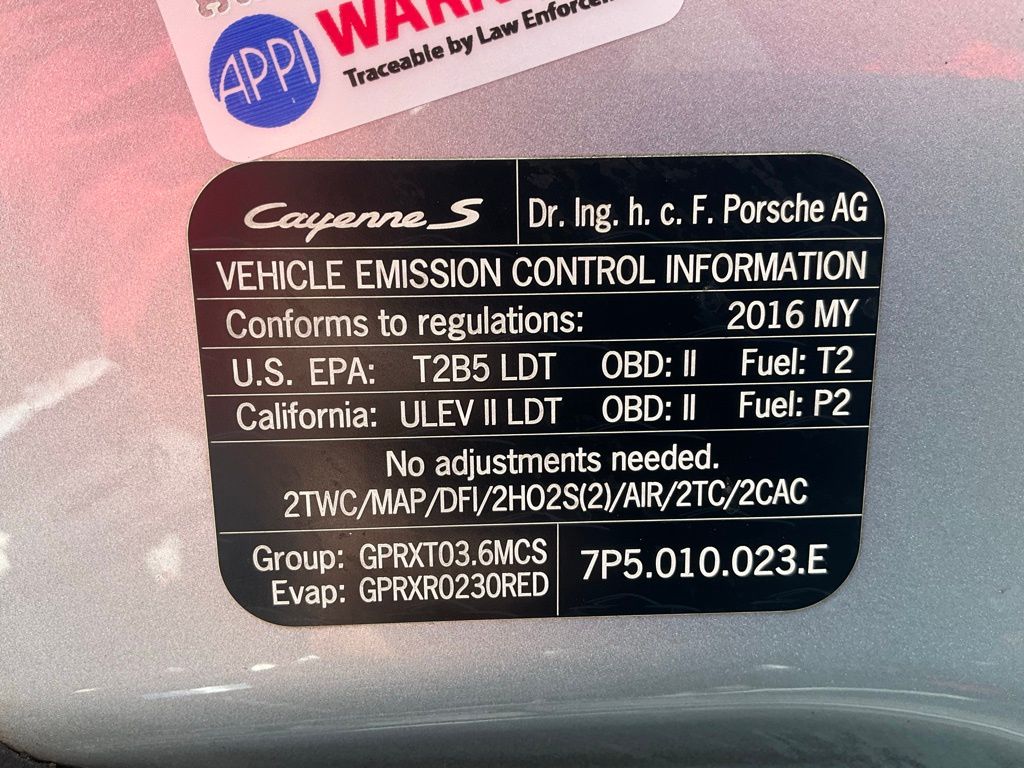 APPI
Traceable by Law
Cayenne S
Dr. Ing. h. c. F. Porsche AG
VEHICLE EMISSION CONTROL INFORMATION
Conforms to regulations: 2016 MY
U.S. EPA: T2B5 LDT OBD: II Fuel: T2
California: ULEV II LDT OBD: II Fuel: P2
No adjustments needed.
2TWC/MAP/DFI/2HO2S(2)/AIR/2TC/2CAC
Group: GPRXT03.6MCS
Evap: GPRXR0230RED
7P5.010.023.E